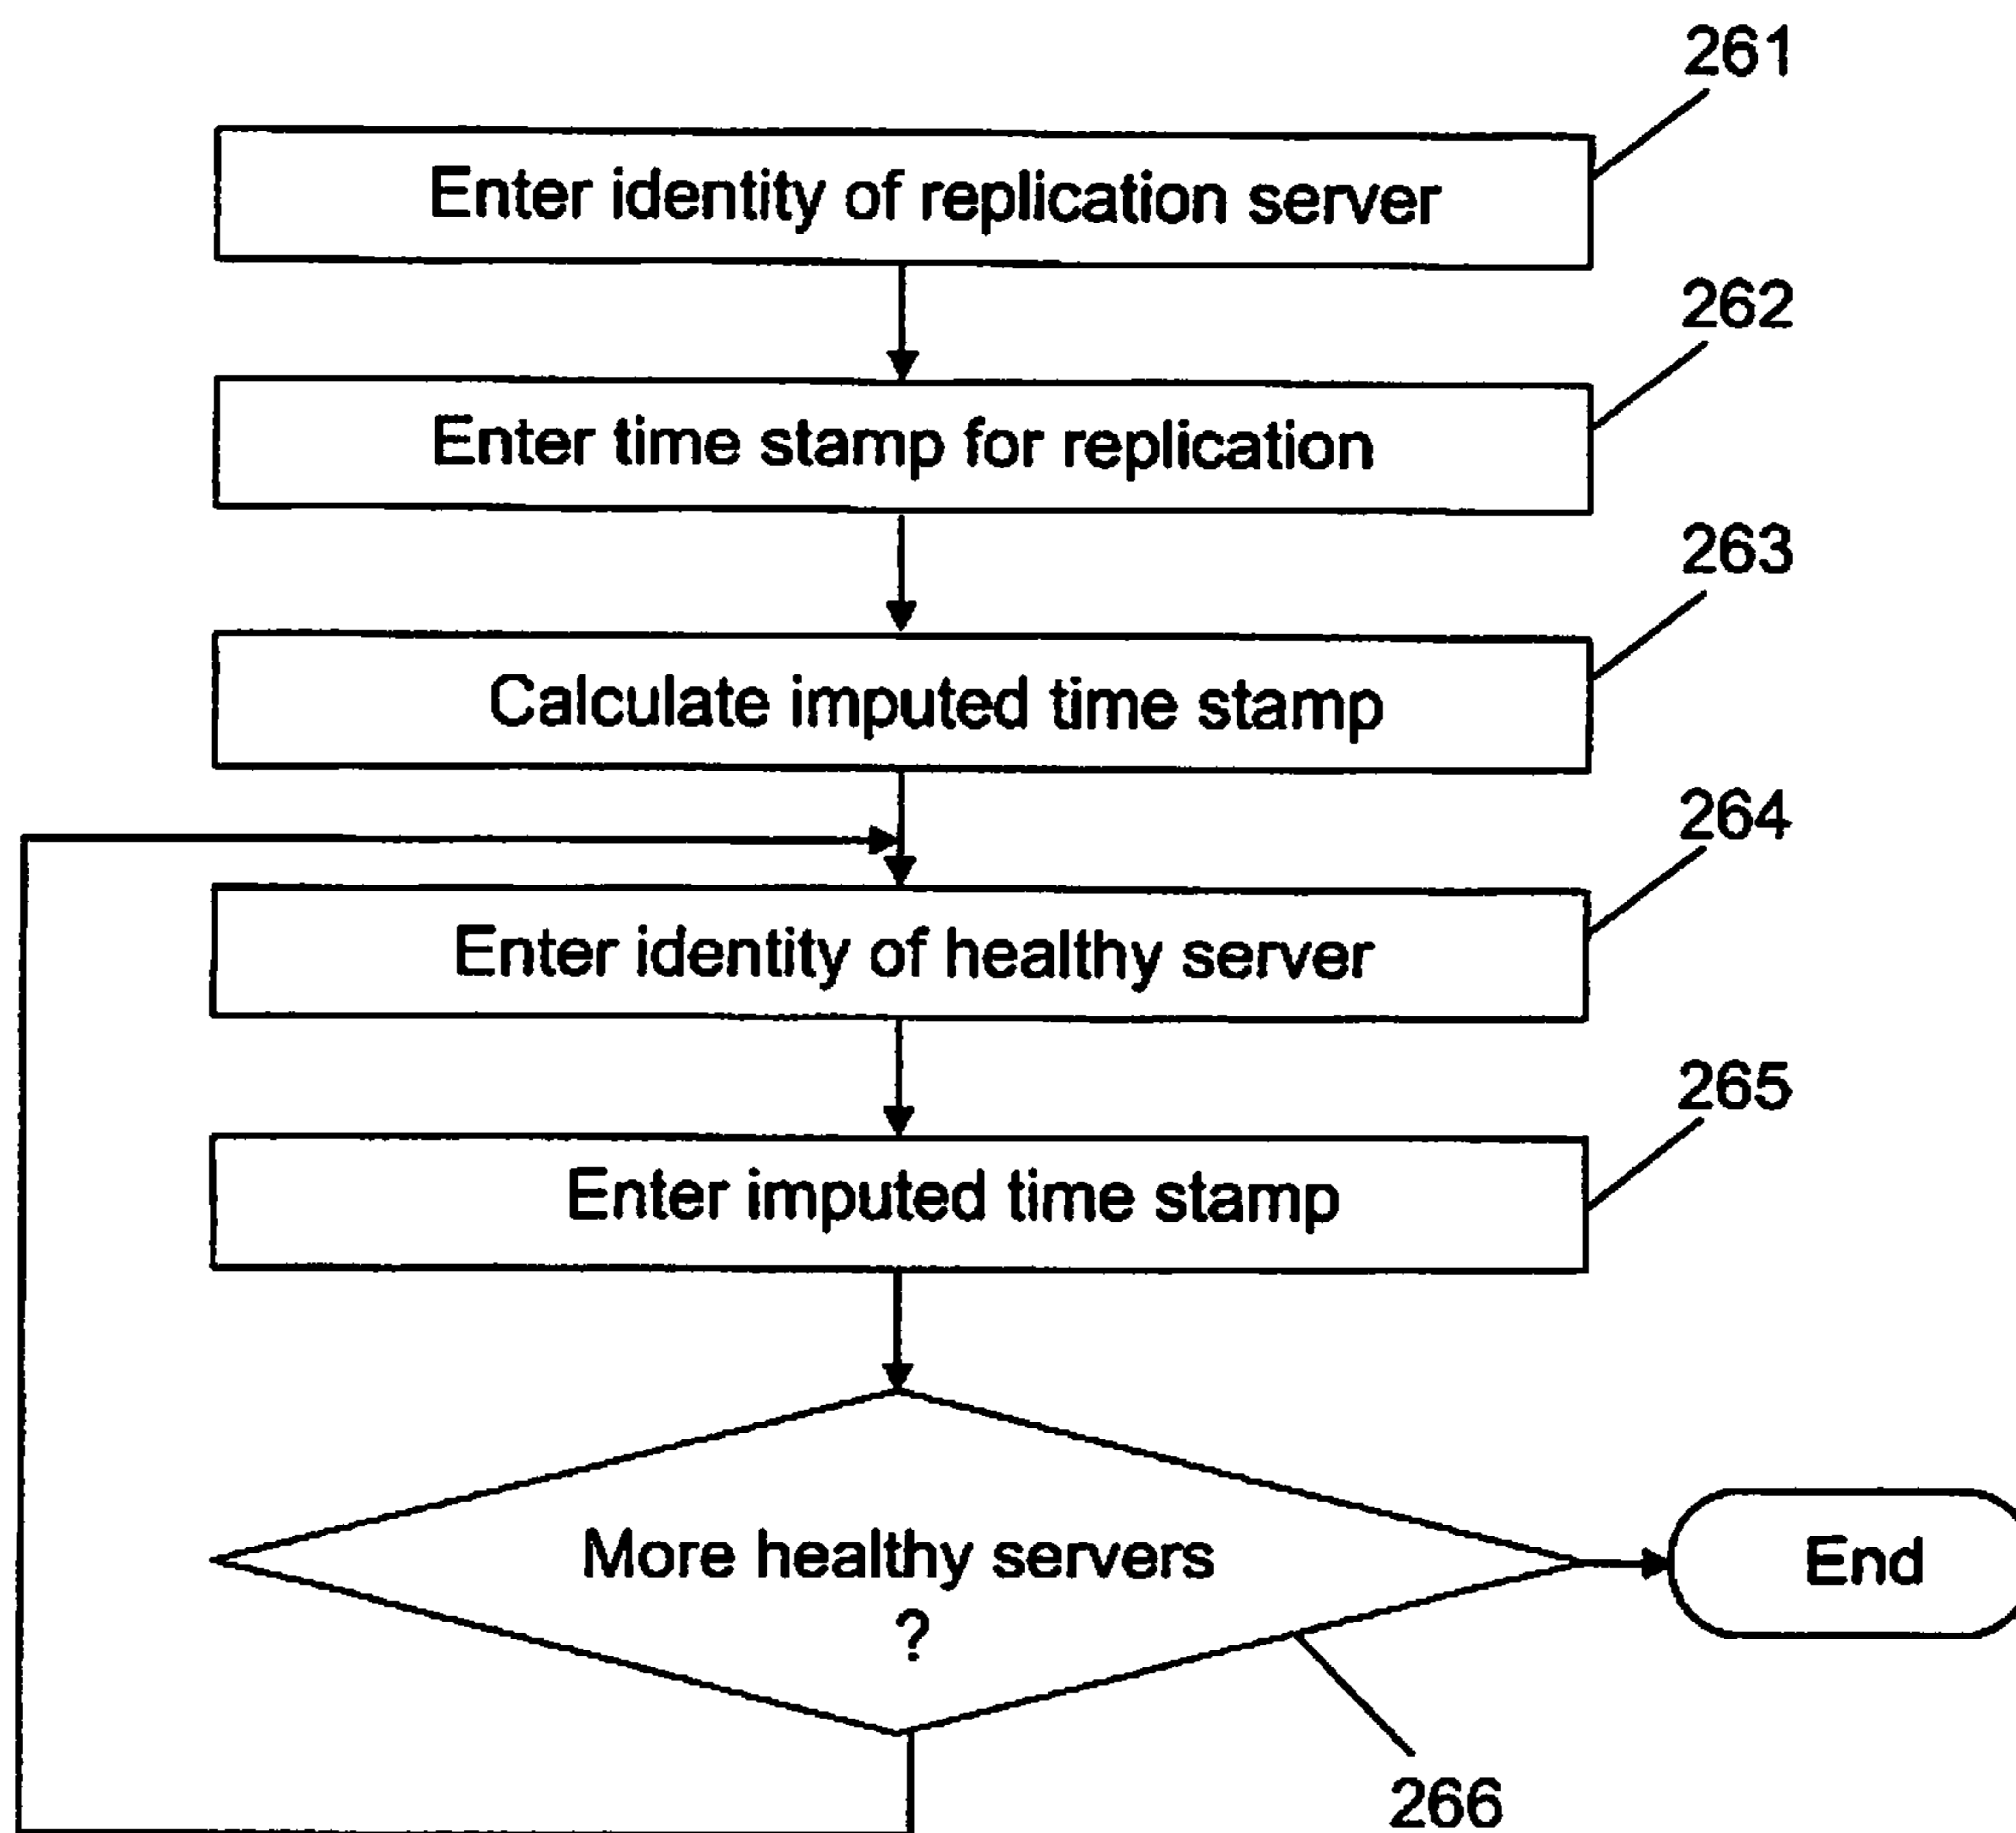 261
Enter identity of replication server
262
Enter time stamp for replication
263
Calculate imputed time stamp
264
Enter identity of healthy server
265
Enter imputed time stamp
More healthy servers
?
End
266